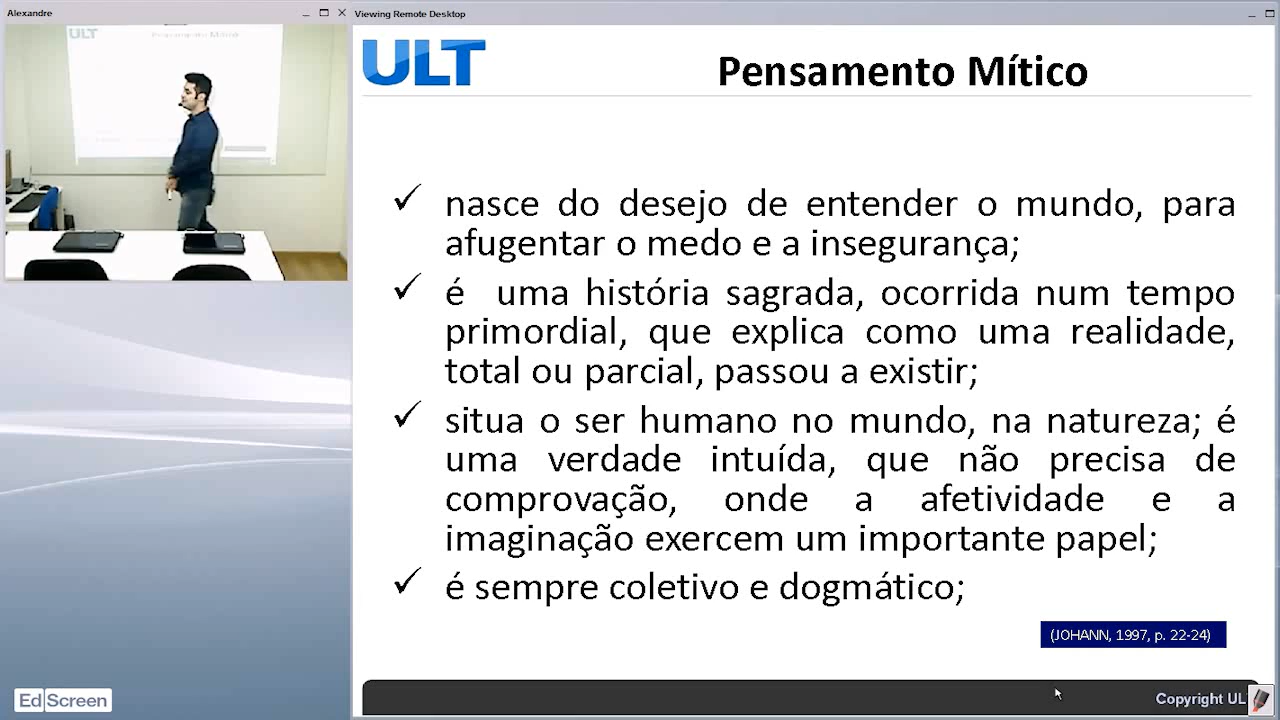 Alexandre
Viewing Remote Desktop
ULT
ULT
Pensamento Mítico
nasce do desejo de entender o mundo, para
afugentar o medo e a insegurança;
é uma história sagrada, ocorrida num tempo
primordial, que explica como uma realidade,
total ou parcial, passou a existir;
situa o ser humano no mundo, na natureza; é
uma verdade intuída, que não precisa de
comprovação, onde a afetividade e a
imaginação exercem um importante papel;
é sempre coletivo e dogmático;
(JOHANN, 1997, p. 22-24)
Ed Screen
Copyright UL